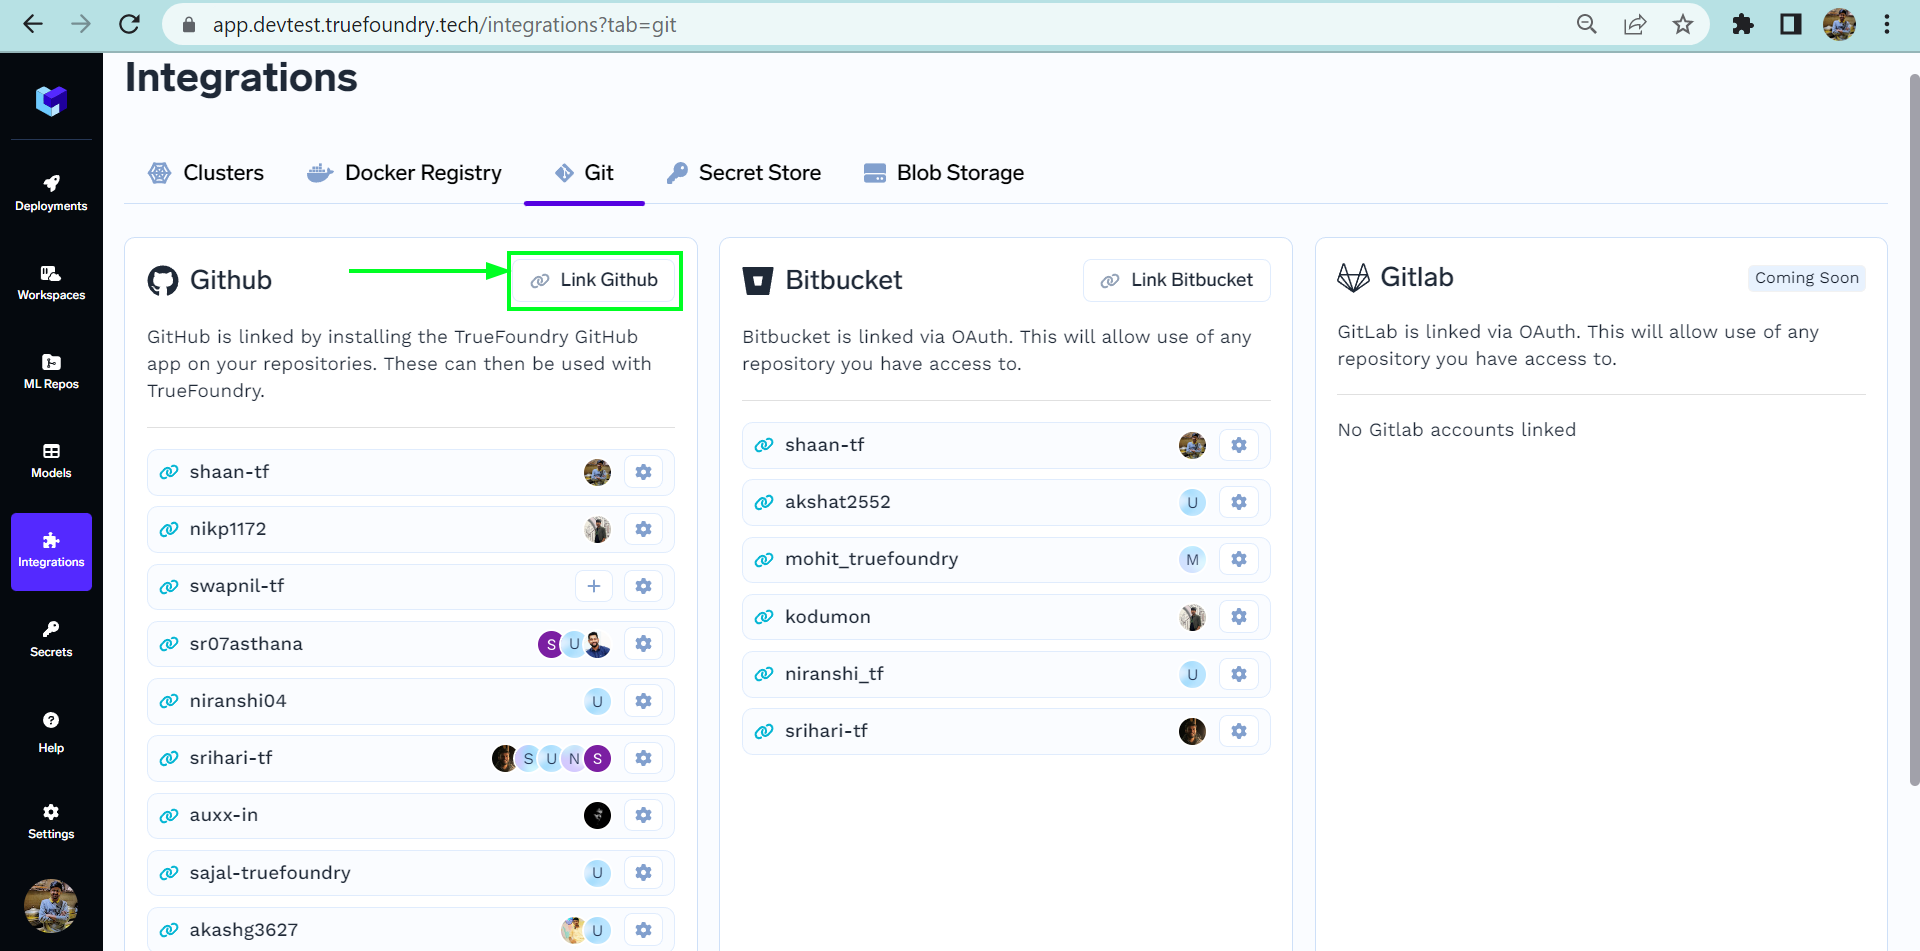 app.devtest.truefoundry.tech/integrations?tab=git
Integrations
Clusters
Docker Registry
Git
Secret Store
Blob Storage
Deployments
Workspaces
ML Repos
Models
Integrations
Secrets
Help
Settings
Github
Link Github
GitHub is linked by installing the TrueFoundry GitHub
app on your repositories. These can then be used with
TrueFoundry.
shaan-tf
nikp1172
swapnil-tf
+
sr07asthana
S U
niranshi04
U
srihari-tf
S U N S
auxx-in
sajal-truefoundry
U
akashg3627
U
Bitbucket
Link Bitbucket
Bitbucket is linked via OAuth. This will allow use of any
repository you have access to.
shaan-tf
akshat2552
U
mohit_truefoundry
M
kodumon
niranshi_tf
U
srihari-tf
Gitlab
Coming Soon
GitLab is linked via OAuth. This will allow use of any
repository you have access to.
No Gitlab accounts linked